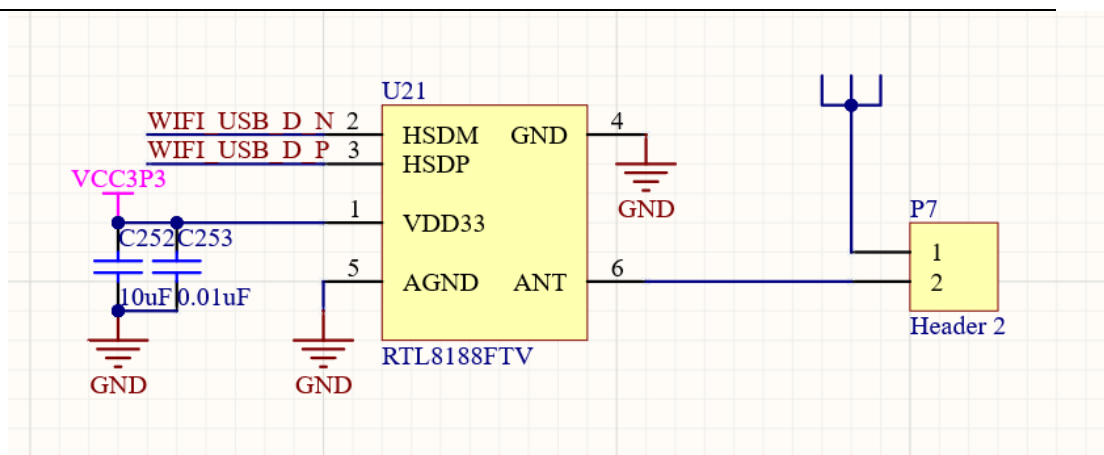 U21
WIFI_USB_D_N 2 HSDM GND 4
WIFI_USB_D_P 3 HSDP
VCC3P3
GND
P7
1 VDD33
C252 C253
1
5 AGND ANT 6
2
10uF 0.01uF
Header 2
RTL8188FTV
GND
GND